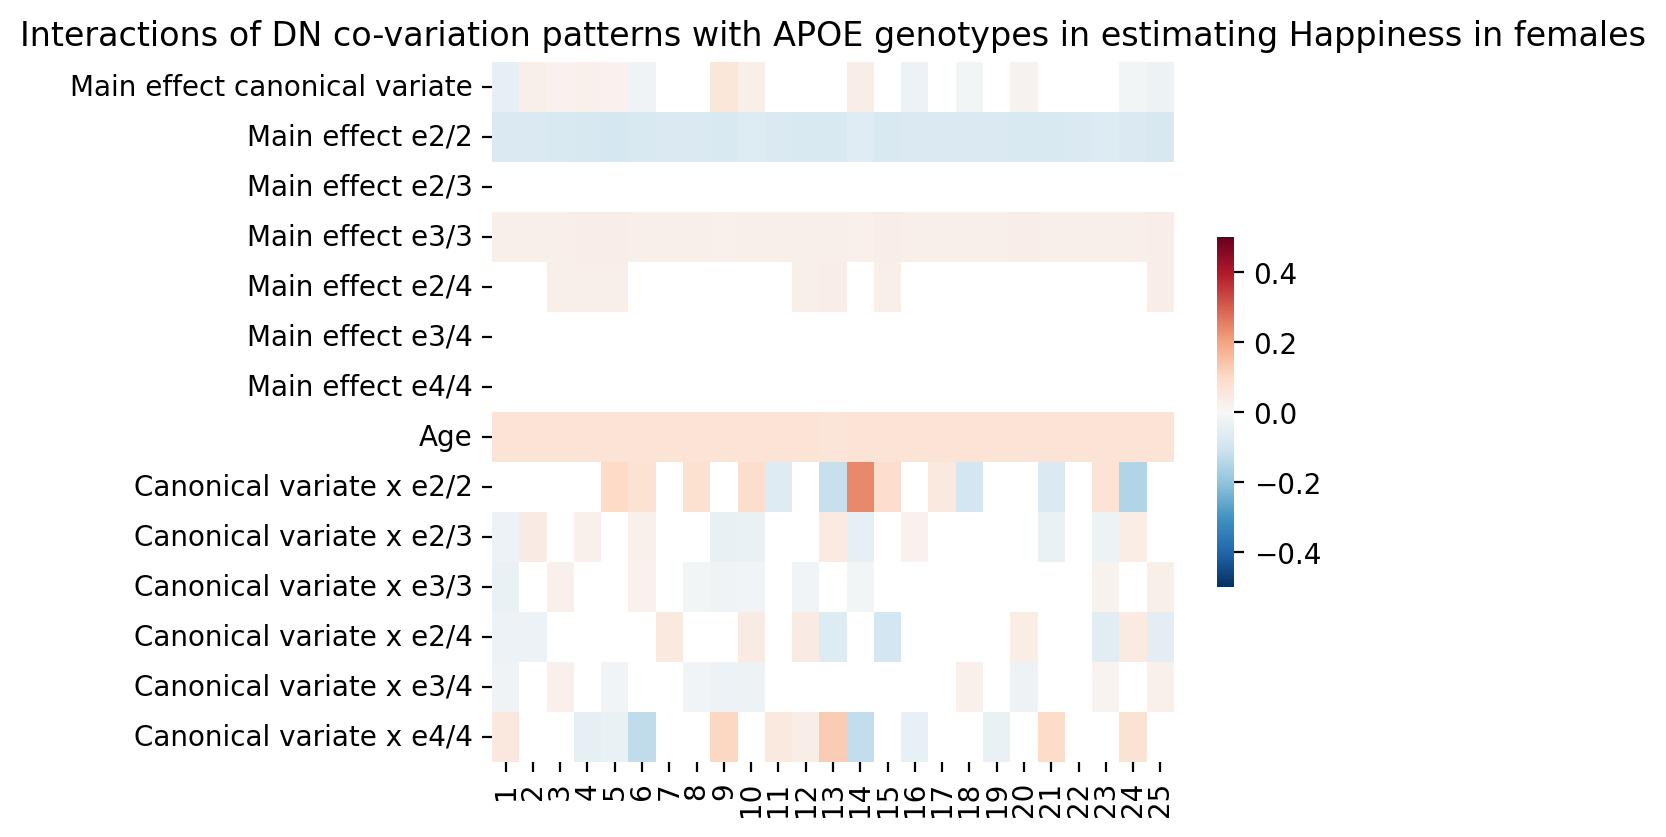 Interactions of DN co-variation patterns with APOE genotypes in estimating Happiness in females
Main effect canonical variate
Main effect e2/2
Main effect e2/3
Main effect e3/3
Main effect e2/4
Main effect e3/4
Main effect e4/4
Age
Canonical variate x e2/2
Canonical variate x e2/3
Canonical variate x e3/3
Canonical variate x e2/4
Canonical variate x e3/4
Canonical variate x e4/4
1 2 3 4 5 6 7 8 9 10 11 12 13 14 15 16 17 18 19 20 21 22 23 24 25
0.4
0.2
0.0
−0.2
−0.4